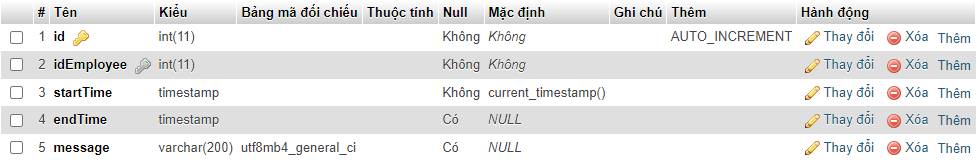 # Tên Kiểu Bảng mã đối chiếu Thuộc tính Null Mặc định Ghi chú Thêm Hành động
1 id int(11) Không Không AUTO_INCREMENT Thay đổi Xóa Thêm
2 idEmployee int(11) Không Không Thay đổi Xóa Thêm
3 startTime timestamp Không current_timestamp() Thay đổi Xóa Thêm
4 endTime timestamp Có NULL Thay đổi Xóa Thêm
5 message varchar(200) utf8mb4_general_ci Có NULL Thay đổi Xóa Thêm